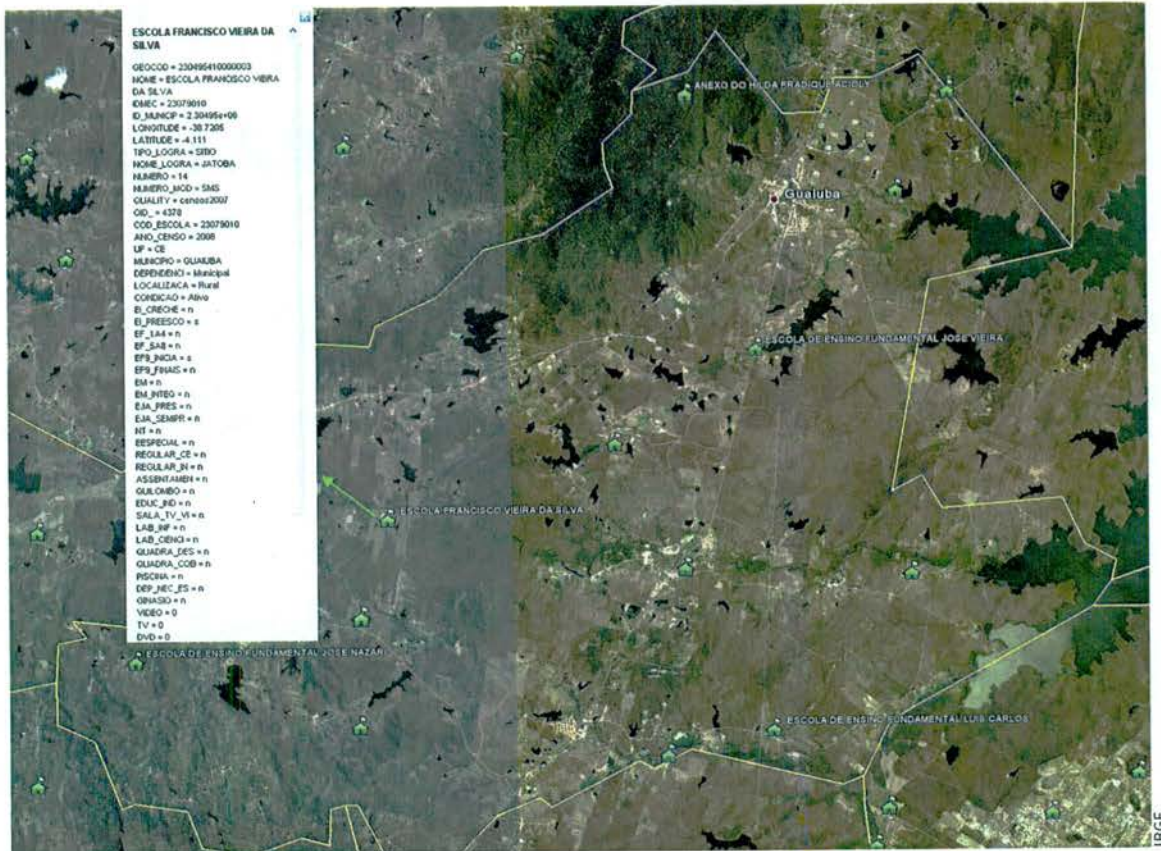 ESCOLA FRANCISCO VIEIRA DA
SILVA
GEOCOD = 230495410000003
NOME = ESCOLA FRANCISCO VIEIRA
DA SILVA
IDMEC = 23079010
ID_MUNICIP = 2.30495e+06
LONGITUDE = -38.7205
LATITUDE = -4.111
TIPO_LOGRA = SITIO
NOME_LOGRA = JATOBA
NUMERO = 14
NUMERO_MOD = SMS
QUALITY = censos2007
OID_ = 4378
COD_ESCOLA = 23079010
ANO_CENSO = 2008
UF = CE
MUNICIPIO = GUAIUBA
DEPENDENCI = Municipal
LOCALIZACA = Rural
CONDICAO = Ativo
EI_CRECHE = n
EI_PREESCO = s
EF_1A4 = n
EF_5A8 = n
EF9_INICIA = s
EF9_FINAIS = n
EM = n
EM_INTEG = n
EJA_PRES = n
EJA_SEMPR = n
= n
EESPECIAL = n
REGULAR_CE = n
REGULAR_IN = n
ASSENTAMEN = n
QUILOMBO = n
EDUC_IND = n
SALA_TV_VI = n
LAB_INF = n
LAB_CIENCI = n
QUADRA_DES = n
QUADRA_COB = n
PISCINA = n
DEP_NEC_ES = n
GINASIO = n
VIDEO = 0
TV = 0
DVD = 0
ANEXO DO HILDA FRADIQUE ACIOLY
Guaiuba
ESCOLA DE ENSINO FUNDAMENTAL JOSE VIEIRA
ESCOLA FRANCISCO VIEIRA DA SILVA
ESCOLA DE ENSINO FUNDAMENTAL JOSE NAZAR
ESCOLA DE ENSINO FUNDAMENTAL LUIS CARLOS
IBGE